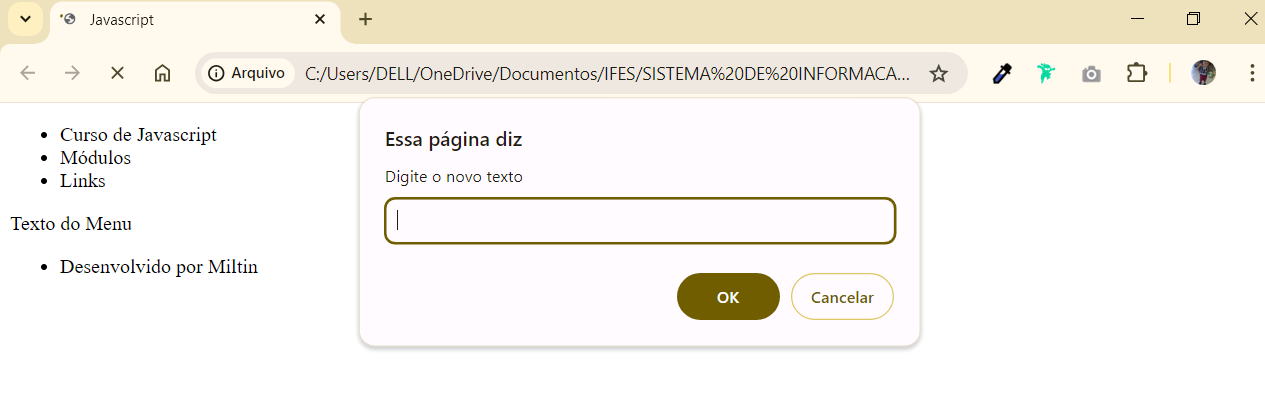 Javascript
Arquivo
C:/Users/DELL/OneDrive/Documentos/IFES/SISTEMA%20DE%20INFORMACA...
Essa página diz
Digite o novo texto
OK
Cancelar
Curso de Javascript
Módulos
Links
Texto do Menu
Desenvolvido por Miltin